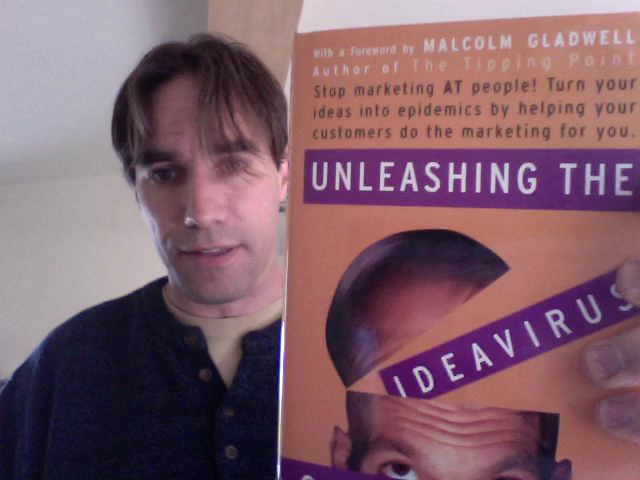 With a Foreword by MALCOLM GLADWELL
Author of The Tipping Point
Stop marketing AT people! Turn your
ideas into epidemics by helping your
customers do the marketing for you.
UNLEASHING THE
IDEAVIRUS